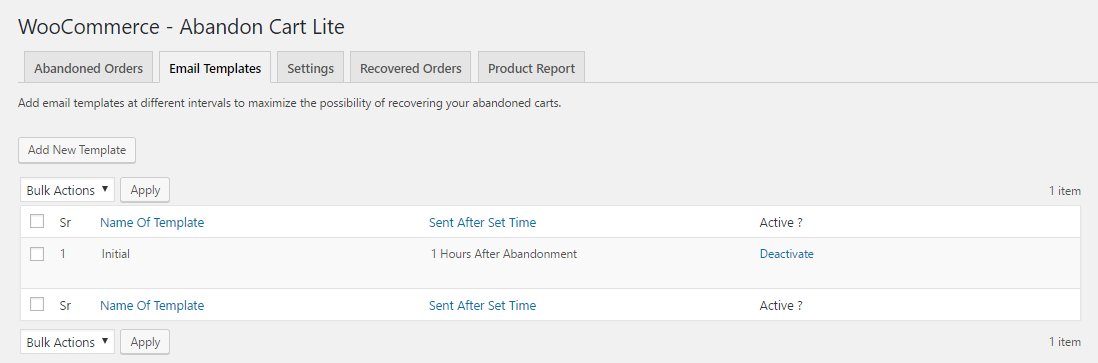 WooCommerce - Abandon Cart Lite
Abandoned Orders Email Templates Settings Recovered Orders Product Report
Add email templates at different intervals to maximize the possibility of recovering your abandoned carts.
Add New Template
Bulk Actions Apply 1 item
Sr Name Of Template Sent After Set Time Active ?
1 Initial 1 Hours After Abandonment Deactivate
Sr Name Of Template Sent After Set Time Active ?
Bulk Actions Apply 1 item